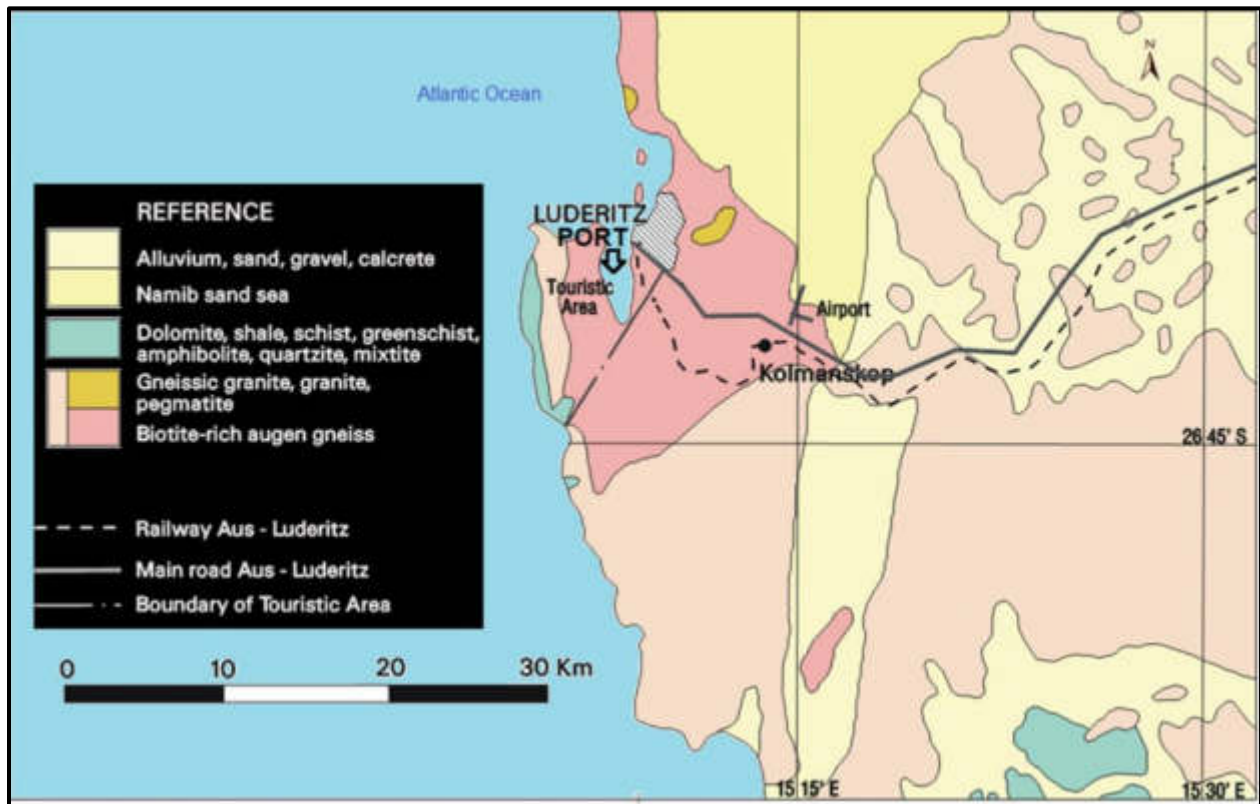 N
Atlantic Ocean
REFERENCE
Alluvium, sand, gravel, calcrete
Namib sand sea
Dolomite, shale, schist, greenschist,
amphibolite, quartzite, mixtite
Gneissic granite, granite,
pegmatite
Biotite-rich augen gneiss
Railway Aus - Luderitz
Main road Aus - Luderitz
Boundary of Touristic Area
LUDERITZ
PORT
Touristic
Area
Airport
Kolmanskop
26 45' S
0 10 20 30 Km
15 15' E
15 30' E